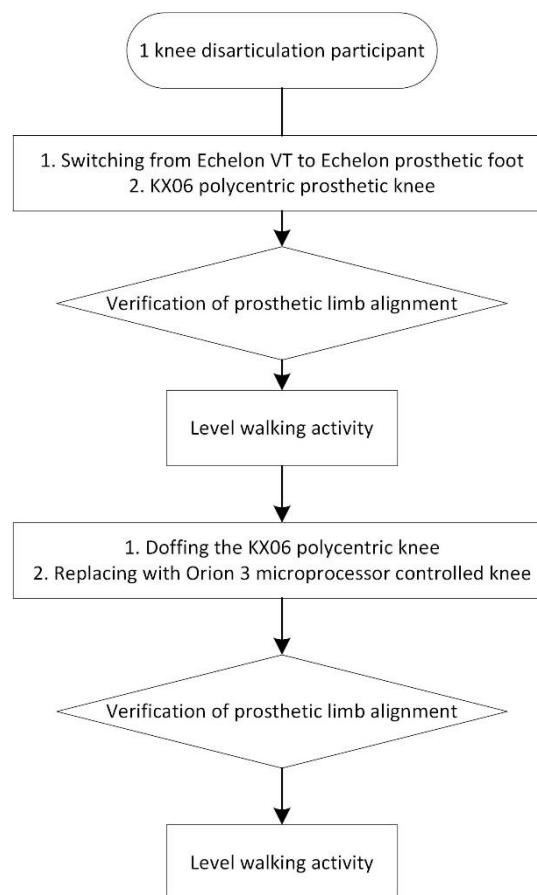 1 knee disarticulation participant
1. Switching from Echelon VT to Echelon prosthetic foot
2. KX06 polycentric prosthetic knee
Verification of prosthetic limb alignment
Level walking activity
1. Doffing the KX06 polycentric knee
2. Replacing with Orion 3 microprocessor controlled knee
Verification of prosthetic limb alignment
Level walking activity